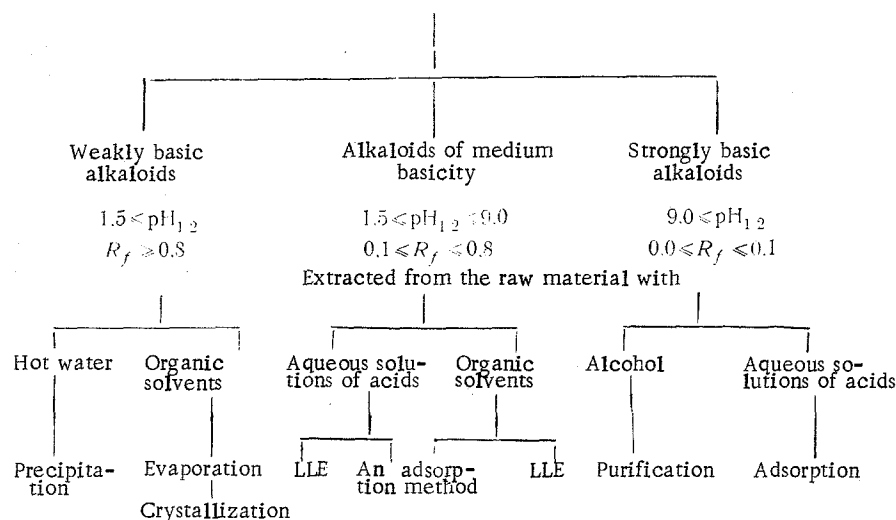 Weakly basic
alkaloids
Alkaloids of medium
basicity
Strongly basic
alkaloids
1.5<pH₁ ₂
1.5<pH₁ ₂ ≤9.0
9.0<pH₁ ₂
R_f ≥0.8
0.1≤R_f <0.8
0.0≤R_f ≤0.1
Extracted from the raw material with
Hot water
Organic
solvents
Aqueous solu-
tions of acids
Organic
solvents
Alcohol
Aqueous so-
lutions of acids
Precipita-
tion
Evaporation
Crystallization
LLE
An adsorp-
tion method
LLE
Purification
Adsorption